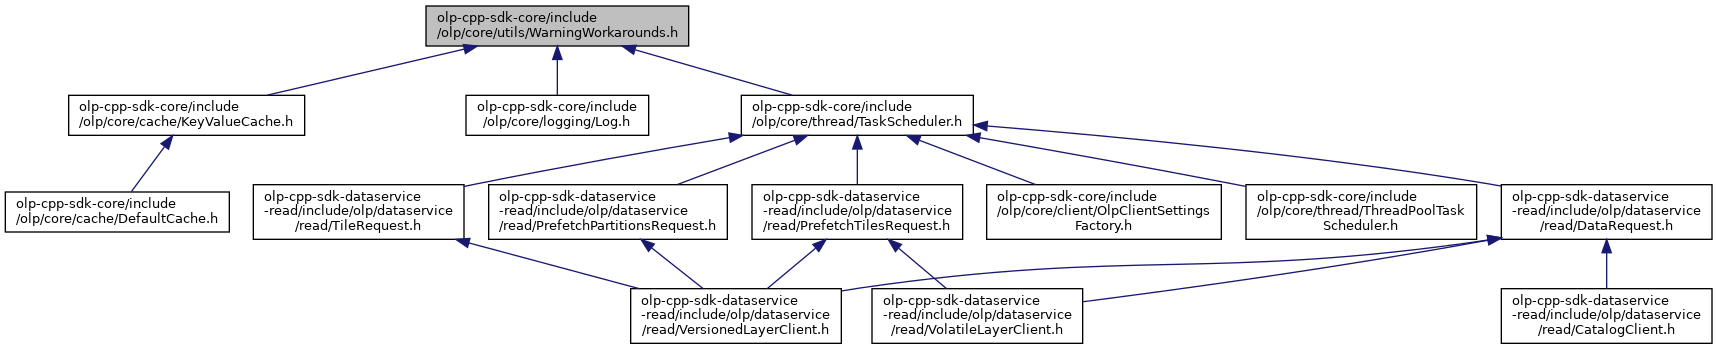 olp-cpp-sdk-core/include
/olp/core/utils/WarningWorkarounds.h
olp-cpp-sdk-core/include
/olp/core/cache/KeyValueCache.h
olp-cpp-sdk-core/include
/olp/core/logging/Log.h
olp-cpp-sdk-core/include
/olp/core/thread/TaskScheduler.h
olp-cpp-sdk-core/include
/olp/core/cache/DefaultCache.h
olp-cpp-sdk-dataservice
-read/include/olp/dataservice
/read/TileRequest.h
olp-cpp-sdk-dataservice
-read/include/olp/dataservice
/read/PrefetchPartitionsRequest.h
olp-cpp-sdk-dataservice
-read/include/olp/dataservice
/read/PrefetchTilesRequest.h
olp-cpp-sdk-core/include
/olp/core/client/OlpClientSettings
Factory.h
olp-cpp-sdk-core/include
/olp/core/thread/ThreadPoolTask
Scheduler.h
olp-cpp-sdk-dataservice
-read/include/olp/dataservice
/read/DataRequest.h
olp-cpp-sdk-dataservice
-read/include/olp/dataservice
/read/VersionedLayerClient.h
olp-cpp-sdk-dataservice
-read/include/olp/dataservice
/read/VolatileLayerClient.h
olp-cpp-sdk-dataservice
-read/include/olp/dataservice
/read/CatalogClient.h